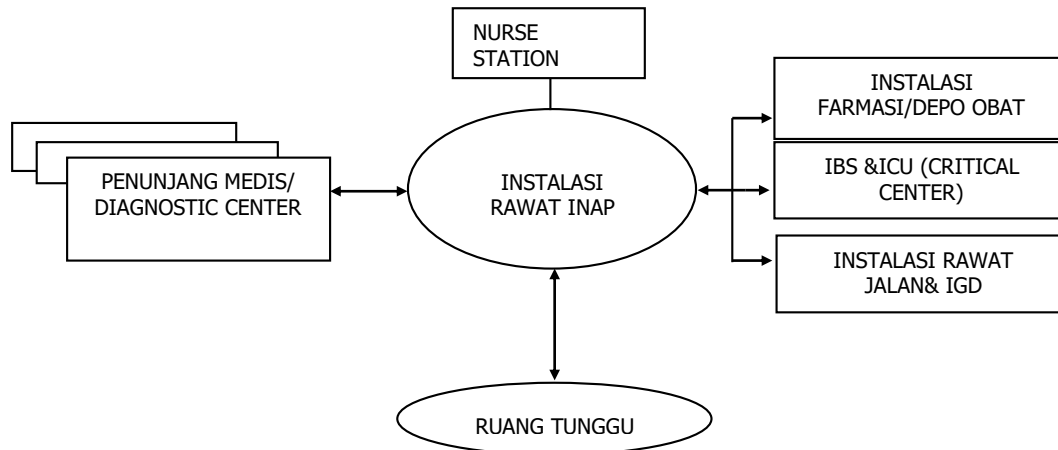 NURSE
STATION
INSTALASI
FARMASI/DEPO OBAT
PENUNJANG MEDIS/
DIAGNOSTIC CENTER
INSTALASI
RAWAT INAP
IBS &ICU (CRITICAL
CENTER)
INSTALASI RAWAT
JALAN& IGD
RUANG TUNGGU